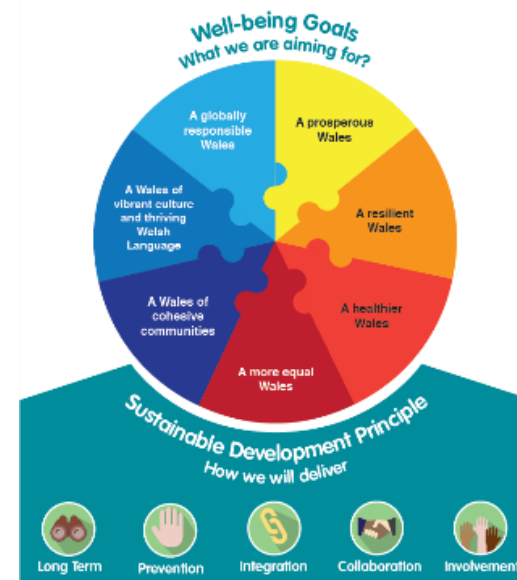 Well-being Goals
What we are aiming for?
A globally
responsible
Wales
A prosperous
Wales
A Wales of
vibrant culture
and thriving
Welsh
Language
A resilient
Wales
A Wales of
cohesive
communities
A healthier
Wales
A more equal
Wales
Sustainable Development Principle
How we will deliver
Long Term
Prevention
Integration
Collaboration
Involvement